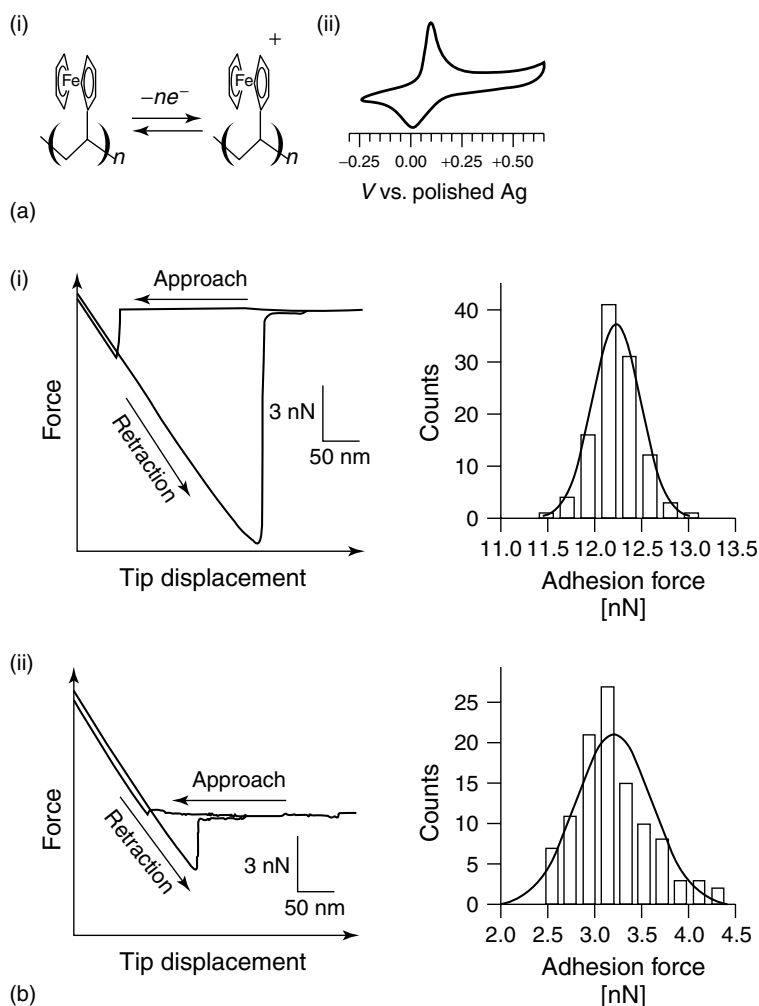 (i)
(ii)
Fe
Fe
+
−ne⁻
n
n
−0.25 0.00 +0.25 +0.50
V vs. polished Ag
(a)
(i)
Approach
Force
Retraction
3 nN
50 nm
Tip displacement
Counts
40
30
20
10
0
11.0 11.5 12.0 12.5 13.0 13.5
Adhesion force
[nN]
(ii)
Approach
Force
Retraction
3 nN
50 nm
Tip displacement
Counts
25
20
15
10
5
0
2.0 2.5 3.0 3.5 4.0 4.5
Adhesion force
[nN]
(b)